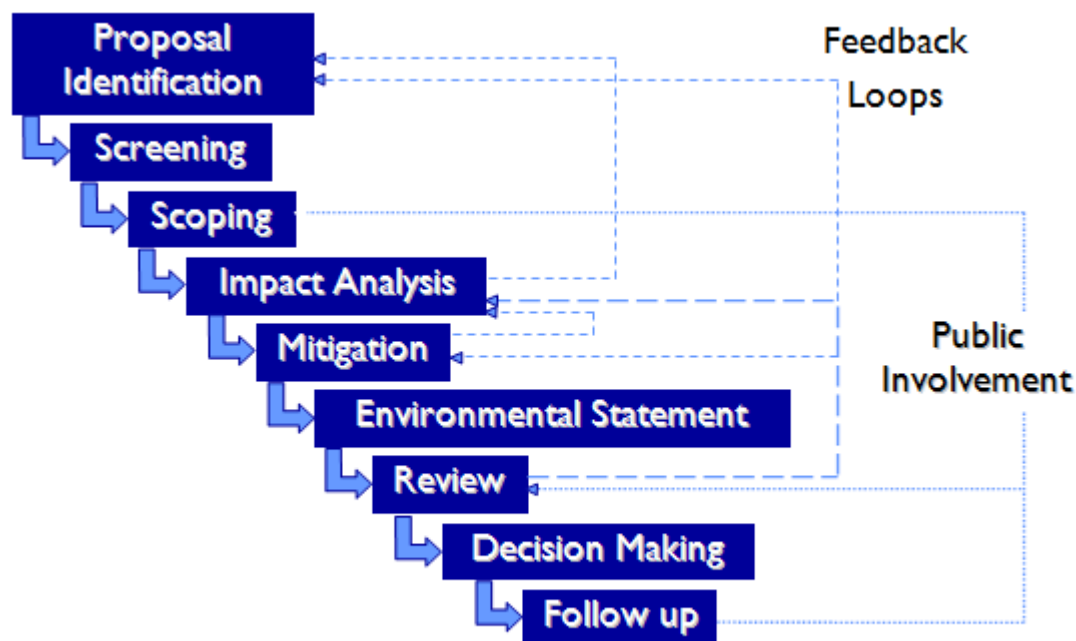 Proposal
Identification
Feedback
Loops
Screening
Scoping
Impact Analysis
Mitigation
Public
Involvement
Environmental Statement
Review
Decision Making
Follow up